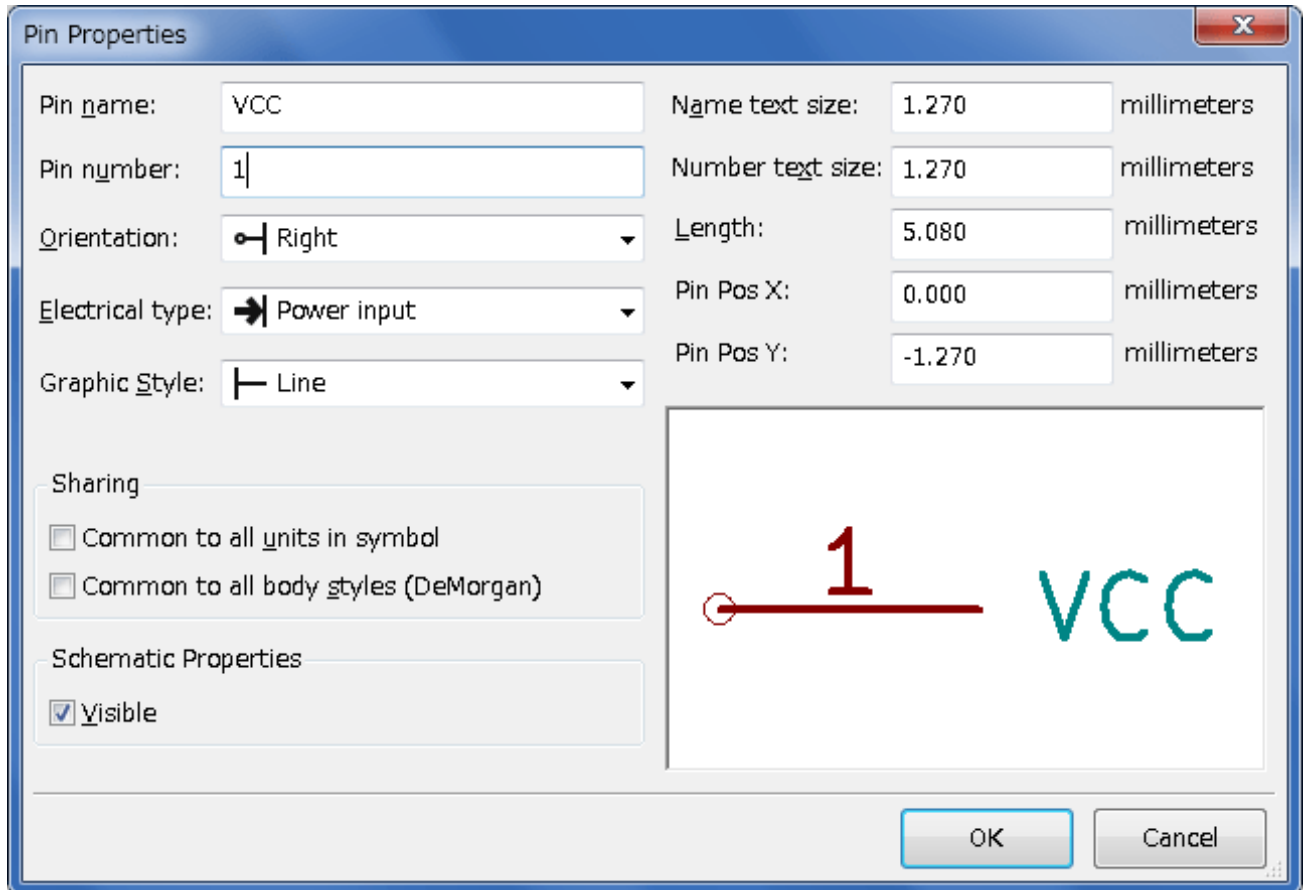 Pin Properties
Pin name: VCC
Pin number: 1
Orientation: Right
Electrical type: Power input
Graphic Style: Line
Sharing
Common to all units in symbol
Common to all body styles (DeMorgan)
Schematic Properties
Visible
Name text size: 1.270 millimeters
Number text size: 1.270 millimeters
Length: 5.080 millimeters
Pin Pos X: 0.000 millimeters
Pin Pos Y: -1.270 millimeters
1 VCC
OK Cancel